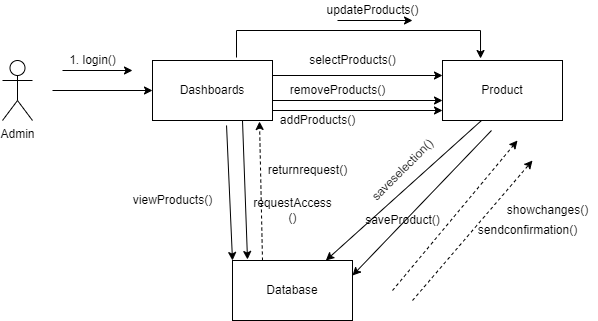 updateProducts()
1. login()
selectProducts()
Dashboards
removeProducts()
Product
addProducts()
Admin
returnrequest()
saveselection()
viewProducts()
requestAccess
()
saveProduct()
showchanges()
sendconfirmation()
Database